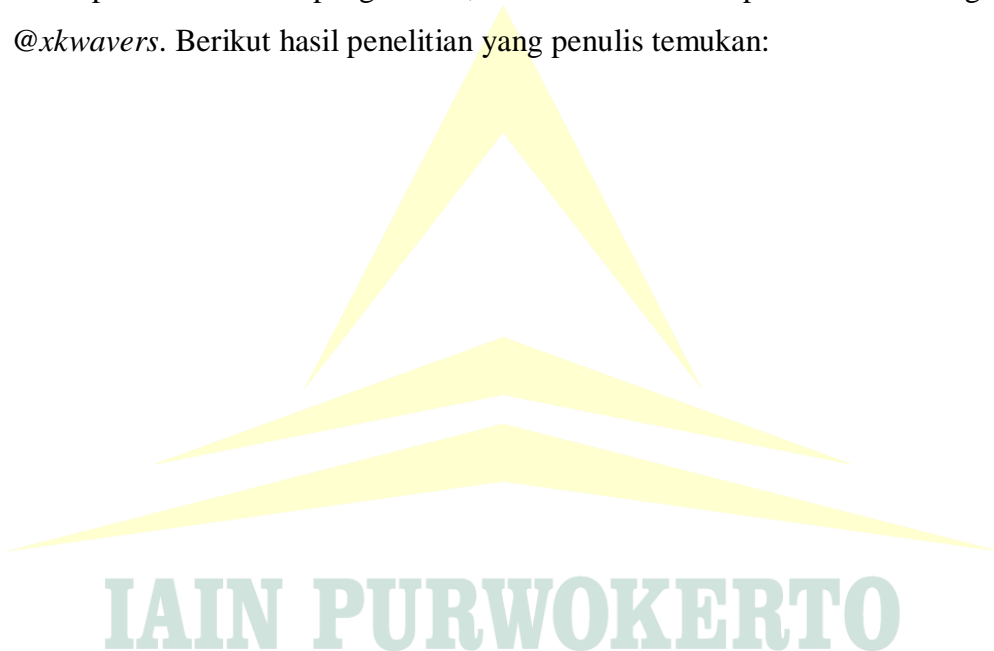 @xkwavers. Berikut hasil penelitian yang penulis temukan:
IAIN PURWOKERTO